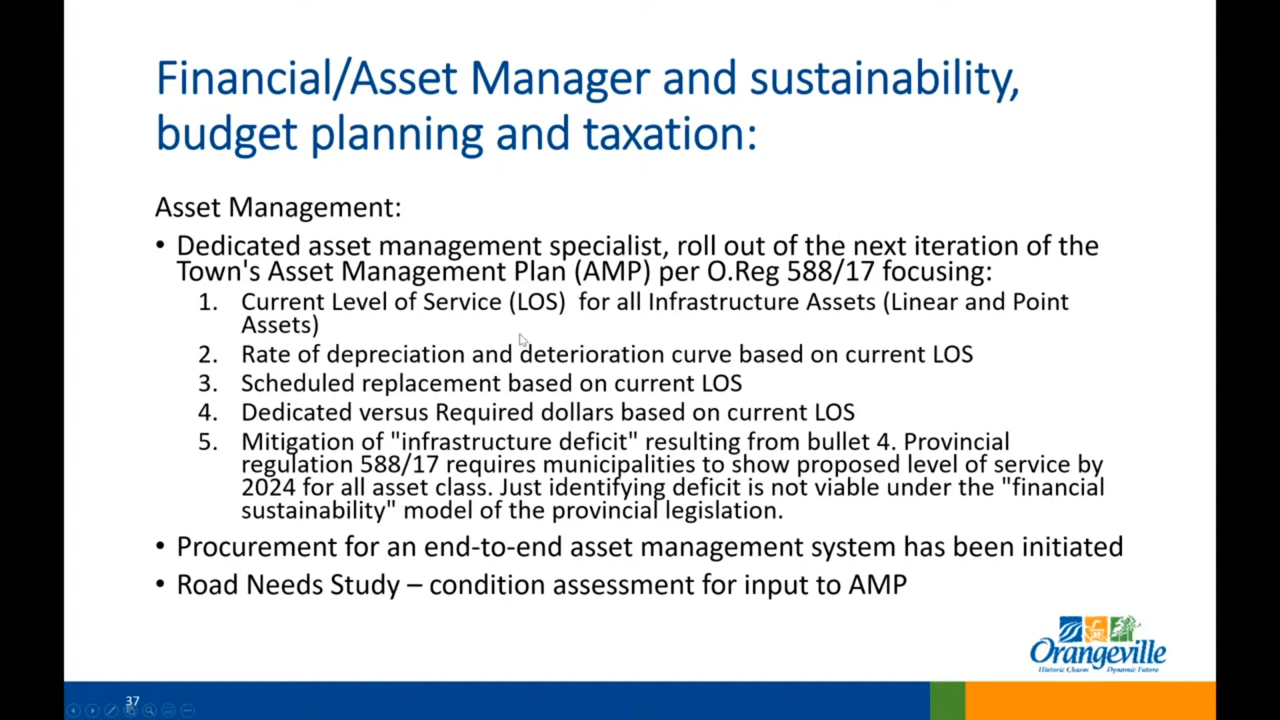 Financial/Asset Manager and sustainability,
budget planning and taxation:
Asset Management:
• Dedicated asset management specialist, roll out of the next iteration of the
Town's Asset Management Plan (AMP) per O.Reg 588/17 focusing:
1. Current Level of Service (LOS)  for all Infrastructure Assets (Linear and Point
Assets)
2. Rate of depreciation and deterioration curve based on current LOS
3. Scheduled replacement based on current LOS
4. Dedicated versus Required dollars based on current LOS
5. Mitigation of "infrastructure deficit" resulting from bullet 4. Provincial
regulation 588/17 requires municipalities to show proposed level of service by
2024 for all asset class. Just identifying deficit is not viable under the "financial
sustainability" model of the provincial legislation.
• Procurement for an end-to-end asset management system has been initiated
• Road Needs Study – condition assessment for input to AMP
Orangeville
Historic Charm Dynamic Future
37